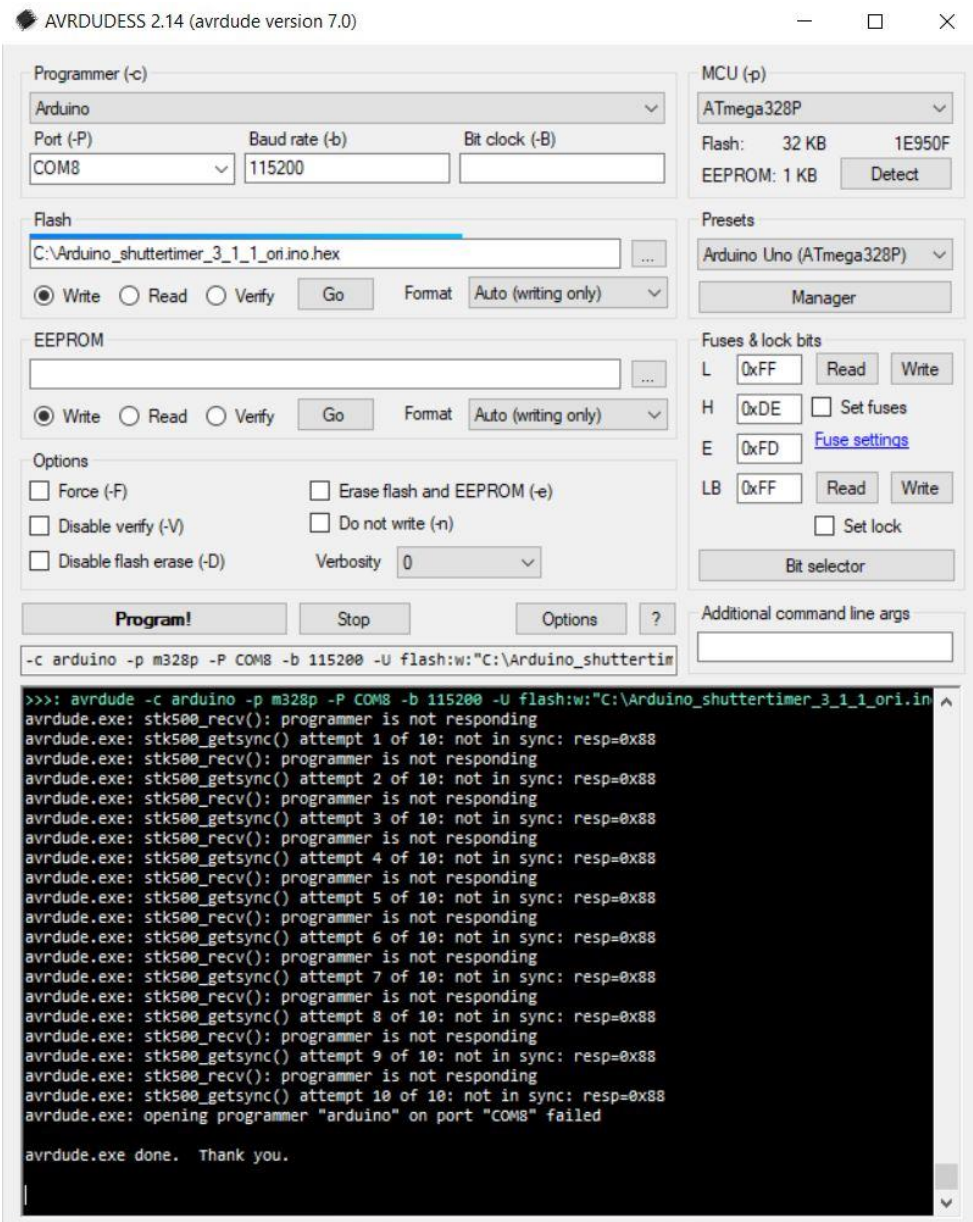 AVRDUDESS 2.14 (avrdude version 7.0)
Programmer (-c)
Arduino
Port (-P) Baud rate (-b) Bit clock (-B)
COM8 115200
MCU (-p)
ATmega328P
Flash: 32 KB 1E950F
EEPROM: 1 KB Detect
Flash
C:\Arduino_shuttertimer_3_1_1_ori.ino.hex ...
Write Read Verify Go Format Auto (writing only)
Presets
Arduino Uno (ATmega328P)
Manager
EEPROM
...
Write Read Verify Go Format Auto (writing only)
Fuses & lock bits
L 0xFF Read Write
H 0xDE Set fuses
E 0xFD Fuse settings
LB 0xFF Read Write
Set lock
Bit selector
Options
Force (-F) Erase flash and EEPROM (-e)
Disable verify (-V) Do not write (-n)
Disable flash erase (-D) Verbosity 0
Program! Stop Options ?
Additional command line args
-c arduino -p m328p -P COM8 -b 115200 -U flash:w:"C:\Arduino_shuttertim
>>>: avrdude -c arduino -p m328p -P COM8 -b 115200 -U flash:w:"C:\Arduino_shuttertimer_3_1_1_ori.in
avrdude.exe: stk500_recv(): programmer is not responding
avrdude.exe: stk500_getsync() attempt 1 of 10: not in sync: resp=0x88
avrdude.exe: stk500_recv(): programmer is not responding
avrdude.exe: stk500_getsync() attempt 2 of 10: not in sync: resp=0x88
avrdude.exe: stk500_recv(): programmer is not responding
avrdude.exe: stk500_getsync() attempt 3 of 10: not in sync: resp=0x88
avrdude.exe: stk500_recv(): programmer is not responding
avrdude.exe: stk500_getsync() attempt 4 of 10: not in sync: resp=0x88
avrdude.exe: stk500_recv(): programmer is not responding
avrdude.exe: stk500_getsync() attempt 5 of 10: not in sync: resp=0x88
avrdude.exe: stk500_recv(): programmer is not responding
avrdude.exe: stk500_getsync() attempt 6 of 10: not in sync: resp=0x88
avrdude.exe: stk500_recv(): programmer is not responding
avrdude.exe: stk500_getsync() attempt 7 of 10: not in sync: resp=0x88
avrdude.exe: stk500_recv(): programmer is not responding
avrdude.exe: stk500_getsync() attempt 8 of 10: not in sync: resp=0x88
avrdude.exe: stk500_recv(): programmer is not responding
avrdude.exe: stk500_getsync() attempt 9 of 10: not in sync: resp=0x88
avrdude.exe: stk500_recv(): programmer is not responding
avrdude.exe: stk500_getsync() attempt 10 of 10: not in sync: resp=0x88
avrdude.exe: opening programmer "arduino" on port "COM8" failed
avrdude.exe done.  Thank you.